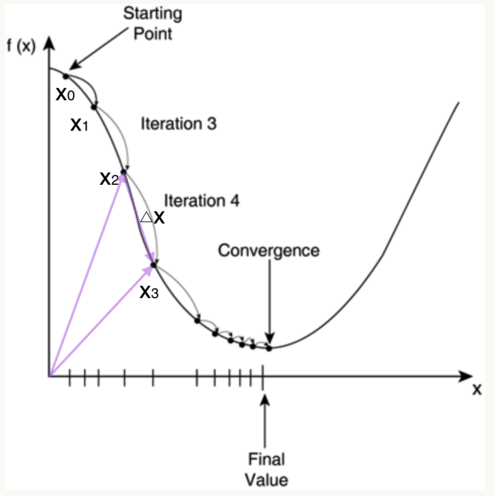 Starting
Point
f (x)
X0
X1
Iteration 3
X2
Iteration 4
△X
Convergence
X3
x
Final
Value